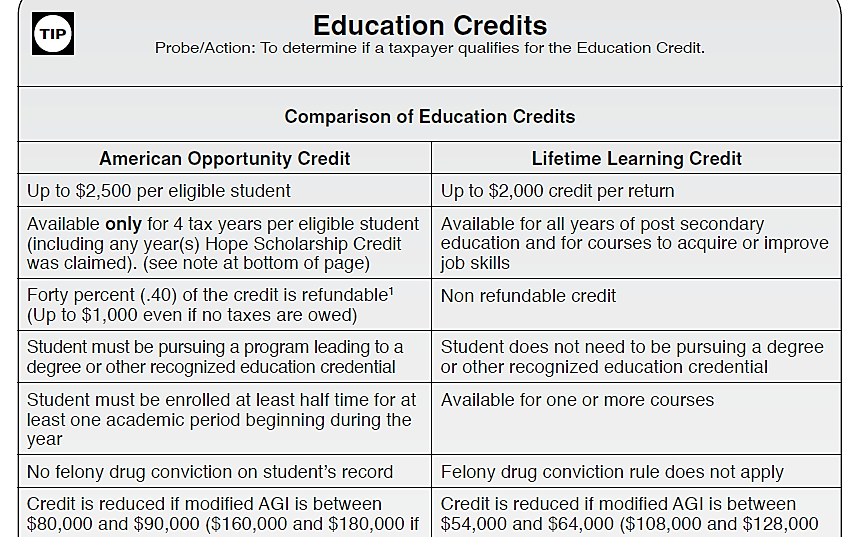 TIP
Education Credits
Probe/Action: To determine if a taxpayer qualifies for the Education Credit.
Comparison of Education Credits
American Opportunity Credit
Lifetime Learning Credit
Up to $2,500 per eligible student
Up to $2,000 credit per return
Available only for 4 tax years per eligible student
(including any year(s) Hope Scholarship Credit
was claimed). (see note at bottom of page)
Available for all years of post secondary
education and for courses to acquire or improve
job skills
Forty percent (.40) of the credit is refundable¹
(Up to $1,000 even if no taxes are owed)
Non refundable credit
Student must be pursuing a program leading to a
degree or other recognized education credential
Student does not need to be pursuing a degree
or other recognized education credential
Student must be enrolled at least half time for at
least one academic period beginning during the
year
Available for one or more courses
No felony drug conviction on student's record
Felony drug conviction rule does not apply
Credit is reduced if modified AGI is between
$80,000 and $90,000 ($160,000 and $180,000 if
Credit is reduced if modified AGI is between
$54,000 and $64,000 ($108,000 and $128,000